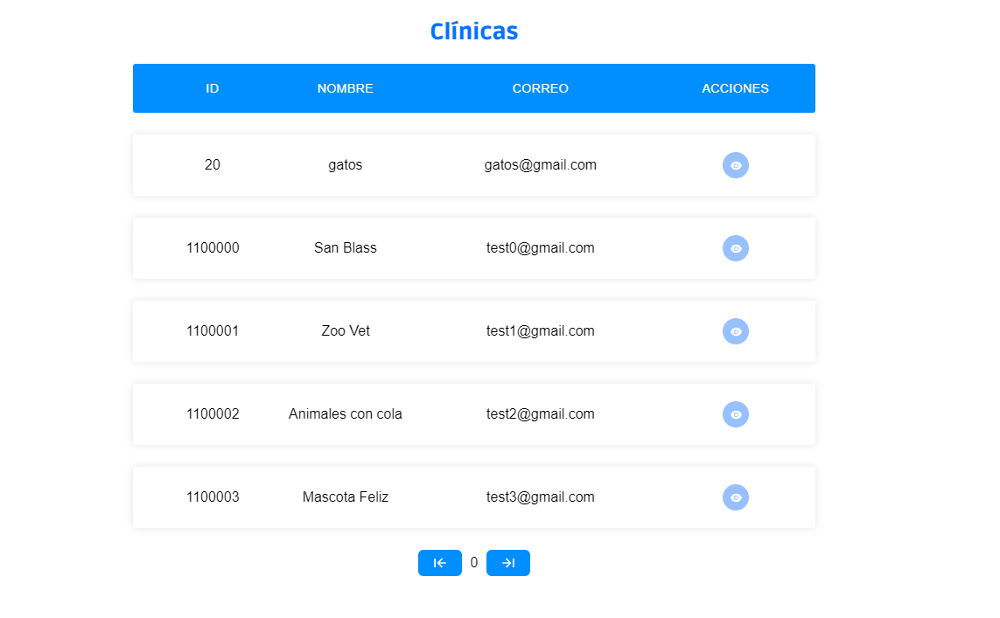 Clínicas
ID NOMBRE CORREO ACCIONES
20 gatos gatos@gmail.com
1100000 San Blass test0@gmail.com
1100001 Zoo Vet test1@gmail.com
1100002 Animales con cola test2@gmail.com
1100003 Mascota Feliz test3@gmail.com
0